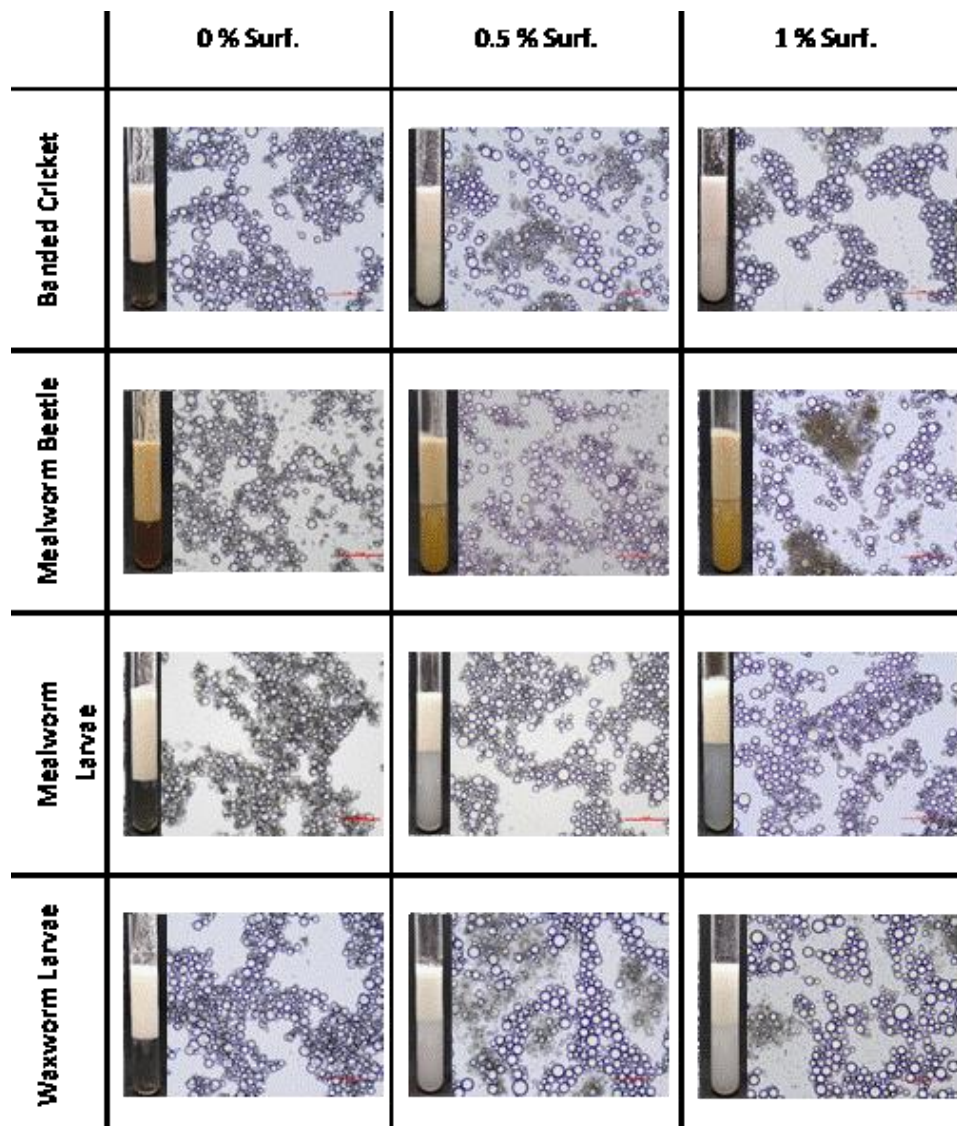 0 % Surf.
0.5 % Surf.
1 % Surf.
Banded Cricket
Mealworm Beetle
Mealworm
Larvae
Waxworm Larvae